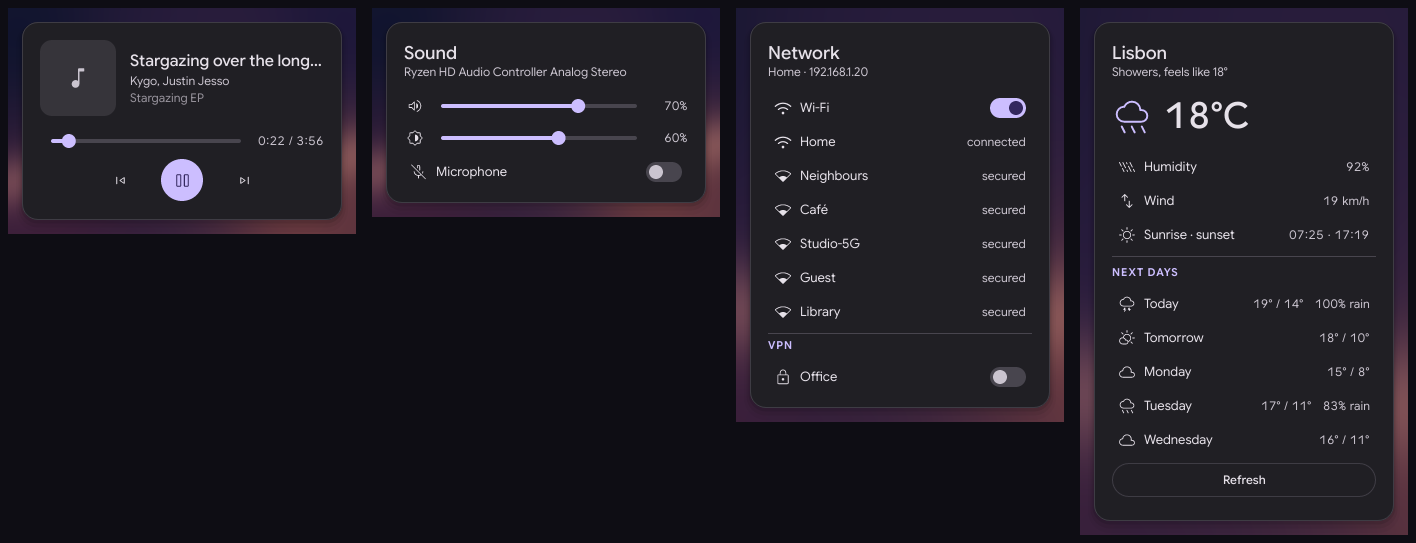 Stargazing over the long...
Kygo, Justin Jesso
Stargazing EP
0:22 / 3:56
Sound
Ryzen HD Audio Controller Analog Stereo
70%
60%
Microphone
Network
Home · 192.168.1.20
Wi-Fi
Home connected
Neighbours secured
Café secured
Studio-5G secured
Guest secured
Library secured
VPN
Office
Lisbon
Showers, feels like 18°
18°C
Humidity 92%
Wind 19 km/h
Sunrise · sunset 07:25 · 17:19
NEXT DAYS
Today 19° / 14° 100% rain
Tomorrow 18° / 10°
Monday 15° / 8°
Tuesday 17° / 11° 83% rain
Wednesday 16° / 11°
Refresh